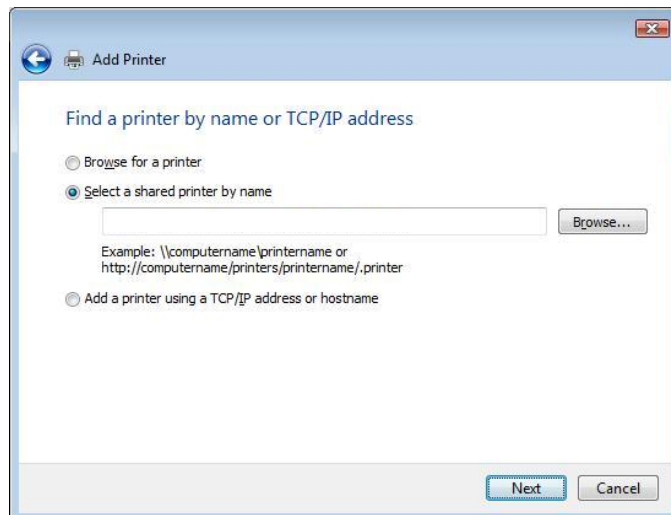 Add Printer
Find a printer by name or TCP/IP address
Browse for a printer
Select a shared printer by name
Browse...
Example: \\computername\printername or
http://computername/printers/printername/.printer
Add a printer using a TCP/IP address or hostname
Next Cancel